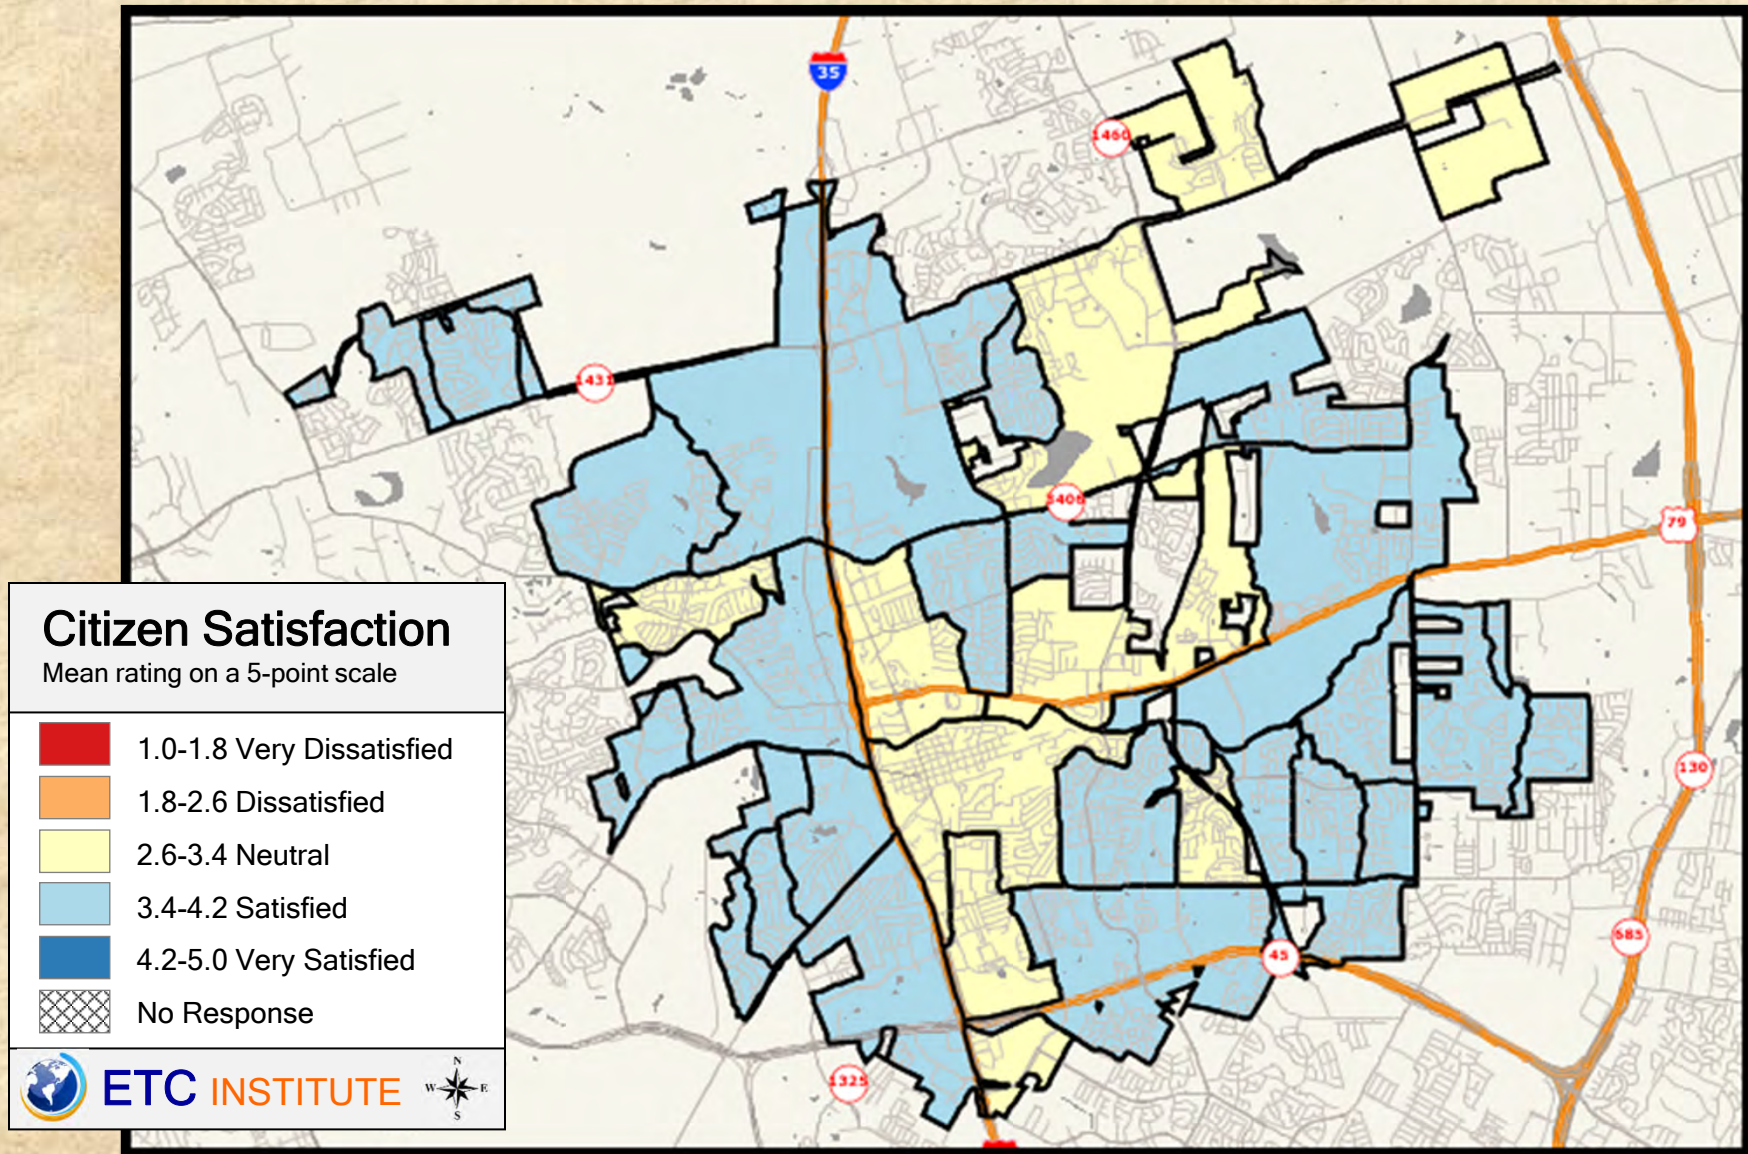 35
1460
1431
3406
79
130
685
45
1325
Citizen Satisfaction
Mean rating on a 5-point scale
1.0-1.8 Very Dissatisfied
1.8-2.6 Dissatisfied
2.6-3.4 Neutral
3.4-4.2 Satisfied
4.2-5.0 Very Satisfied
No Response
ETC INSTITUTE
N
W E
S